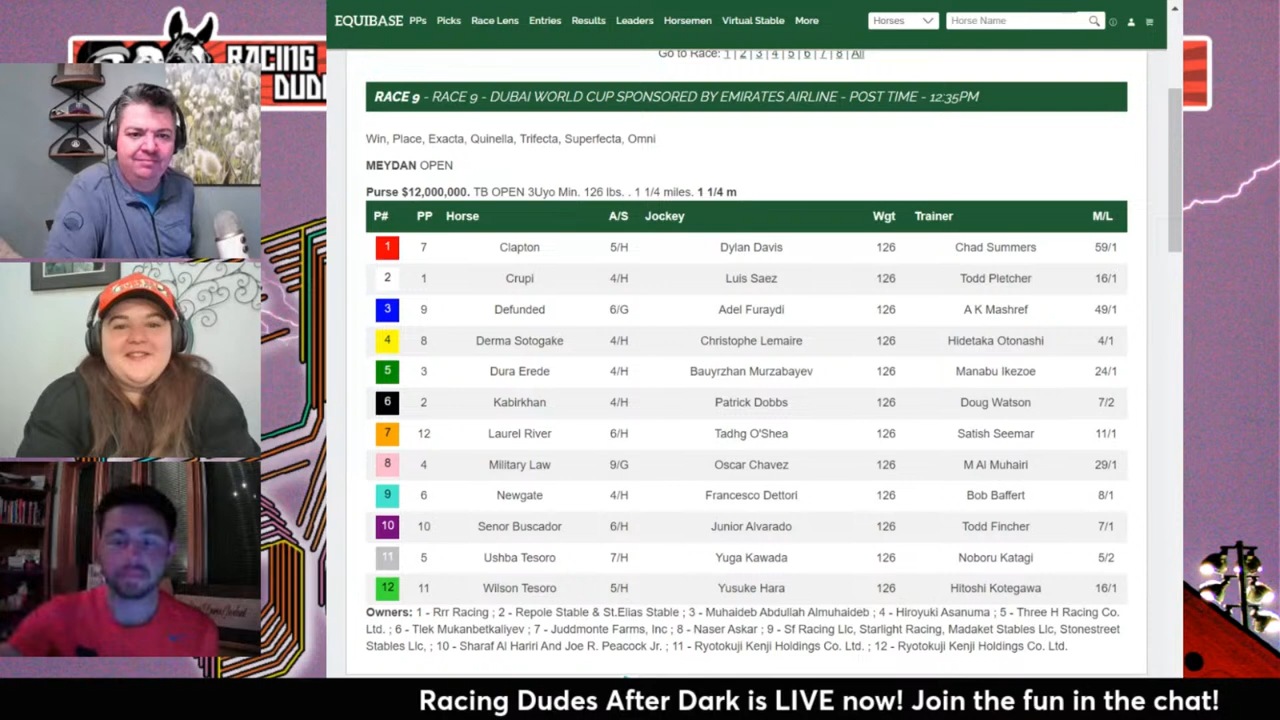 RACING
DUDE
EQUIBASE PPs Picks Race Lens Entries Results Leaders Horsemen Virtual Stable More Horses Horse Name
Go to Race: 1 | 2 | 3 | 4 | 5 | 6 | 7 | 8 | All
RACE 9 - RACE 9 - DUBAI WORLD CUP SPONSORED BY EMIRATES AIRLINE - POST TIME - 12:35PM
Win, Place, Exacta, Quinella, Trifecta, Superfecta, Omni
MEYDAN OPEN
Purse $12,000,000. TB OPEN 3Uyo Min. 126 lbs. . 1 1/4 miles. 1 1/4 m
P# PP Horse A/S Jockey Wgt Trainer M/L
1 7 Clapton 5/H Dylan Davis 126 Chad Summers 59/1
2 1 Crupi 4/H Luis Saez 126 Todd Pletcher 16/1
3 9 Defunded 6/G Adel Furaydi 126 A K Mashref 49/1
4 8 Derma Sotogake 4/H Christophe Lemaire 126 Hidetaka Otonashi 4/1
5 3 Dura Erede 4/H Bauyrzhan Murzabayev 126 Manabu Ikezoe 24/1
6 2 Kabirkhan 4/H Patrick Dobbs 126 Doug Watson 7/2
7 12 Laurel River 6/H Tadhg O'Shea 126 Satish Seemar 11/1
8 4 Military Law 9/G Oscar Chavez 126 M Al Muhairi 29/1
9 6 Newgate 4/H Francesco Dettori 126 Bob Baffert 8/1
10 10 Senor Buscador 6/H Junior Alvarado 126 Todd Fincher 7/1
11 5 Ushba Tesoro 7/H Yuga Kawada 126 Noboru Katagi 5/2
12 11 Wilson Tesoro 5/H Yusuke Hara 126 Hitoshi Kotegawa 16/1
Owners: 1 - Rrr Racing ; 2 - Repole Stable & St.Elias Stable ; 3 - Muhaideb Abdullah Almuhaideb ; 4 - Hiroyuki Asanuma ; 5 - Three H Racing Co.
Ltd. ; 6 - Tlek Mukanbetkaliyev ; 7 - Juddmonte Farms, Inc ; 8 - Naser Askar ; 9 - Sf Racing Llc, Starlight Racing, Madaket Stables Llc, Stonestreet
Stables Llc, ; 10 - Sharaf Al Hariri And Joe R. Peacock Jr. ; 11 - Ryotokuji Kenji Holdings Co. Ltd. ; 12 - Ryotokuji Kenji Holdings Co. Ltd.
Racing Dudes After Dark is LIVE now! Join the fun in the chat!